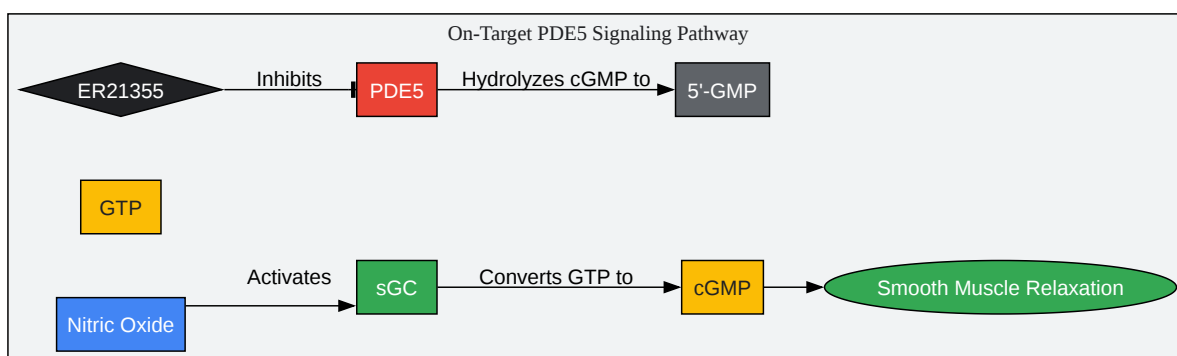 On-Target PDE5 Signaling Pathway
ER21355
Inhibits
PDE5
Hydrolyzes cGMP to
5'-GMP
GTP
Activates
sGC
Converts GTP to
cGMP
Smooth Muscle Relaxation
Nitric Oxide